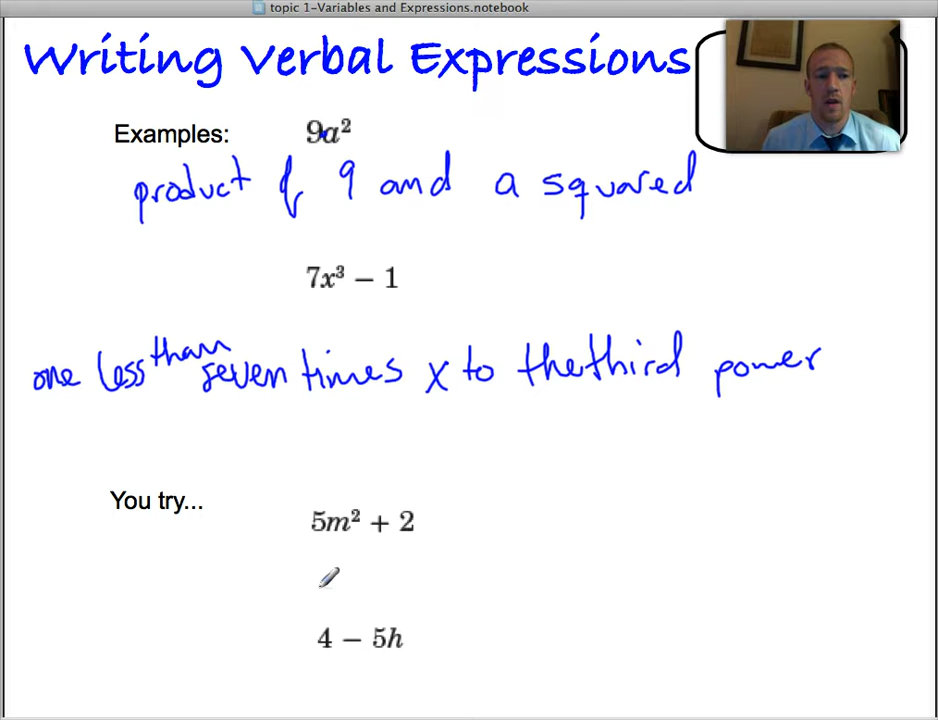 topic 1–Variables and Expressions.notebook
Writing Verbal Expressions
Examples: 9a²
product of 9 and a squared
7x³ − 1
one less than seven times x to the third power
You try...
5m² + 2
4 − 5h